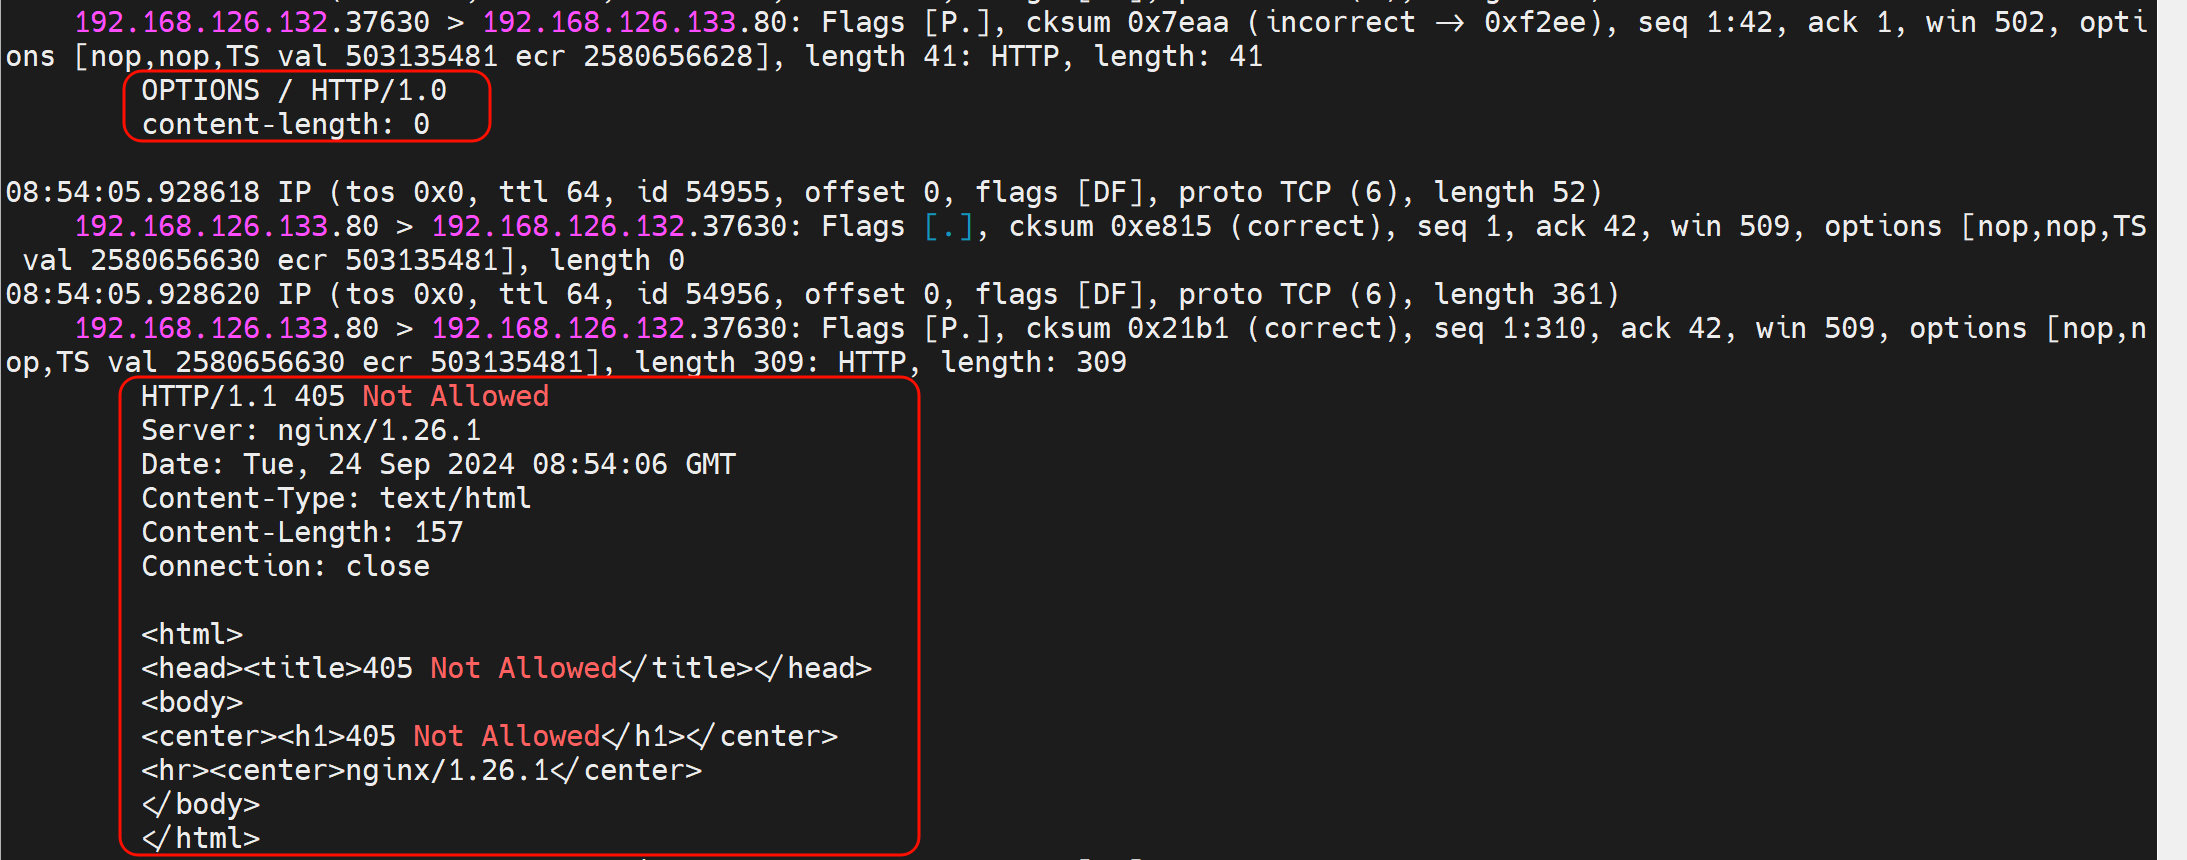 192.168.126.132.37630 > 192.168.126.133.80: Flags [P.], cksum 0x7eaa (incorrect → 0xf2ee), seq 1:42, ack 1, win 502, opti
ons [nop,nop,TS val 503135481 ecr 2580656628], length 41: HTTP, length: 41
OPTIONS / HTTP/1.0
content-length: 0
08:54:05.928618 IP (tos 0x0, ttl 64, id 54955, offset 0, flags [DF], proto TCP (6), length 52)
192.168.126.133.80 > 192.168.126.132.37630: Flags [.], cksum 0xe815 (correct), seq 1, ack 42, win 509, options [nop,nop,TS
val 2580656630 ecr 503135481], length 0
08:54:05.928620 IP (tos 0x0, ttl 64, id 54956, offset 0, flags [DF], proto TCP (6), length 361)
192.168.126.133.80 > 192.168.126.132.37630: Flags [P.], cksum 0x21b1 (correct), seq 1:310, ack 42, win 509, options [nop,n
op,TS val 2580656630 ecr 503135481], length 309: HTTP, length: 309
HTTP/1.1 405 Not Allowed
Server: nginx/1.26.1
Date: Tue, 24 Sep 2024 08:54:06 GMT
Content-Type: text/html
Content-Length: 157
Connection: close
<html>
<head><title>405 Not Allowed</title></head>
<body>
<center><h1>405 Not Allowed</h1></center>
<hr><center>nginx/1.26.1</center>
</body>
</html>